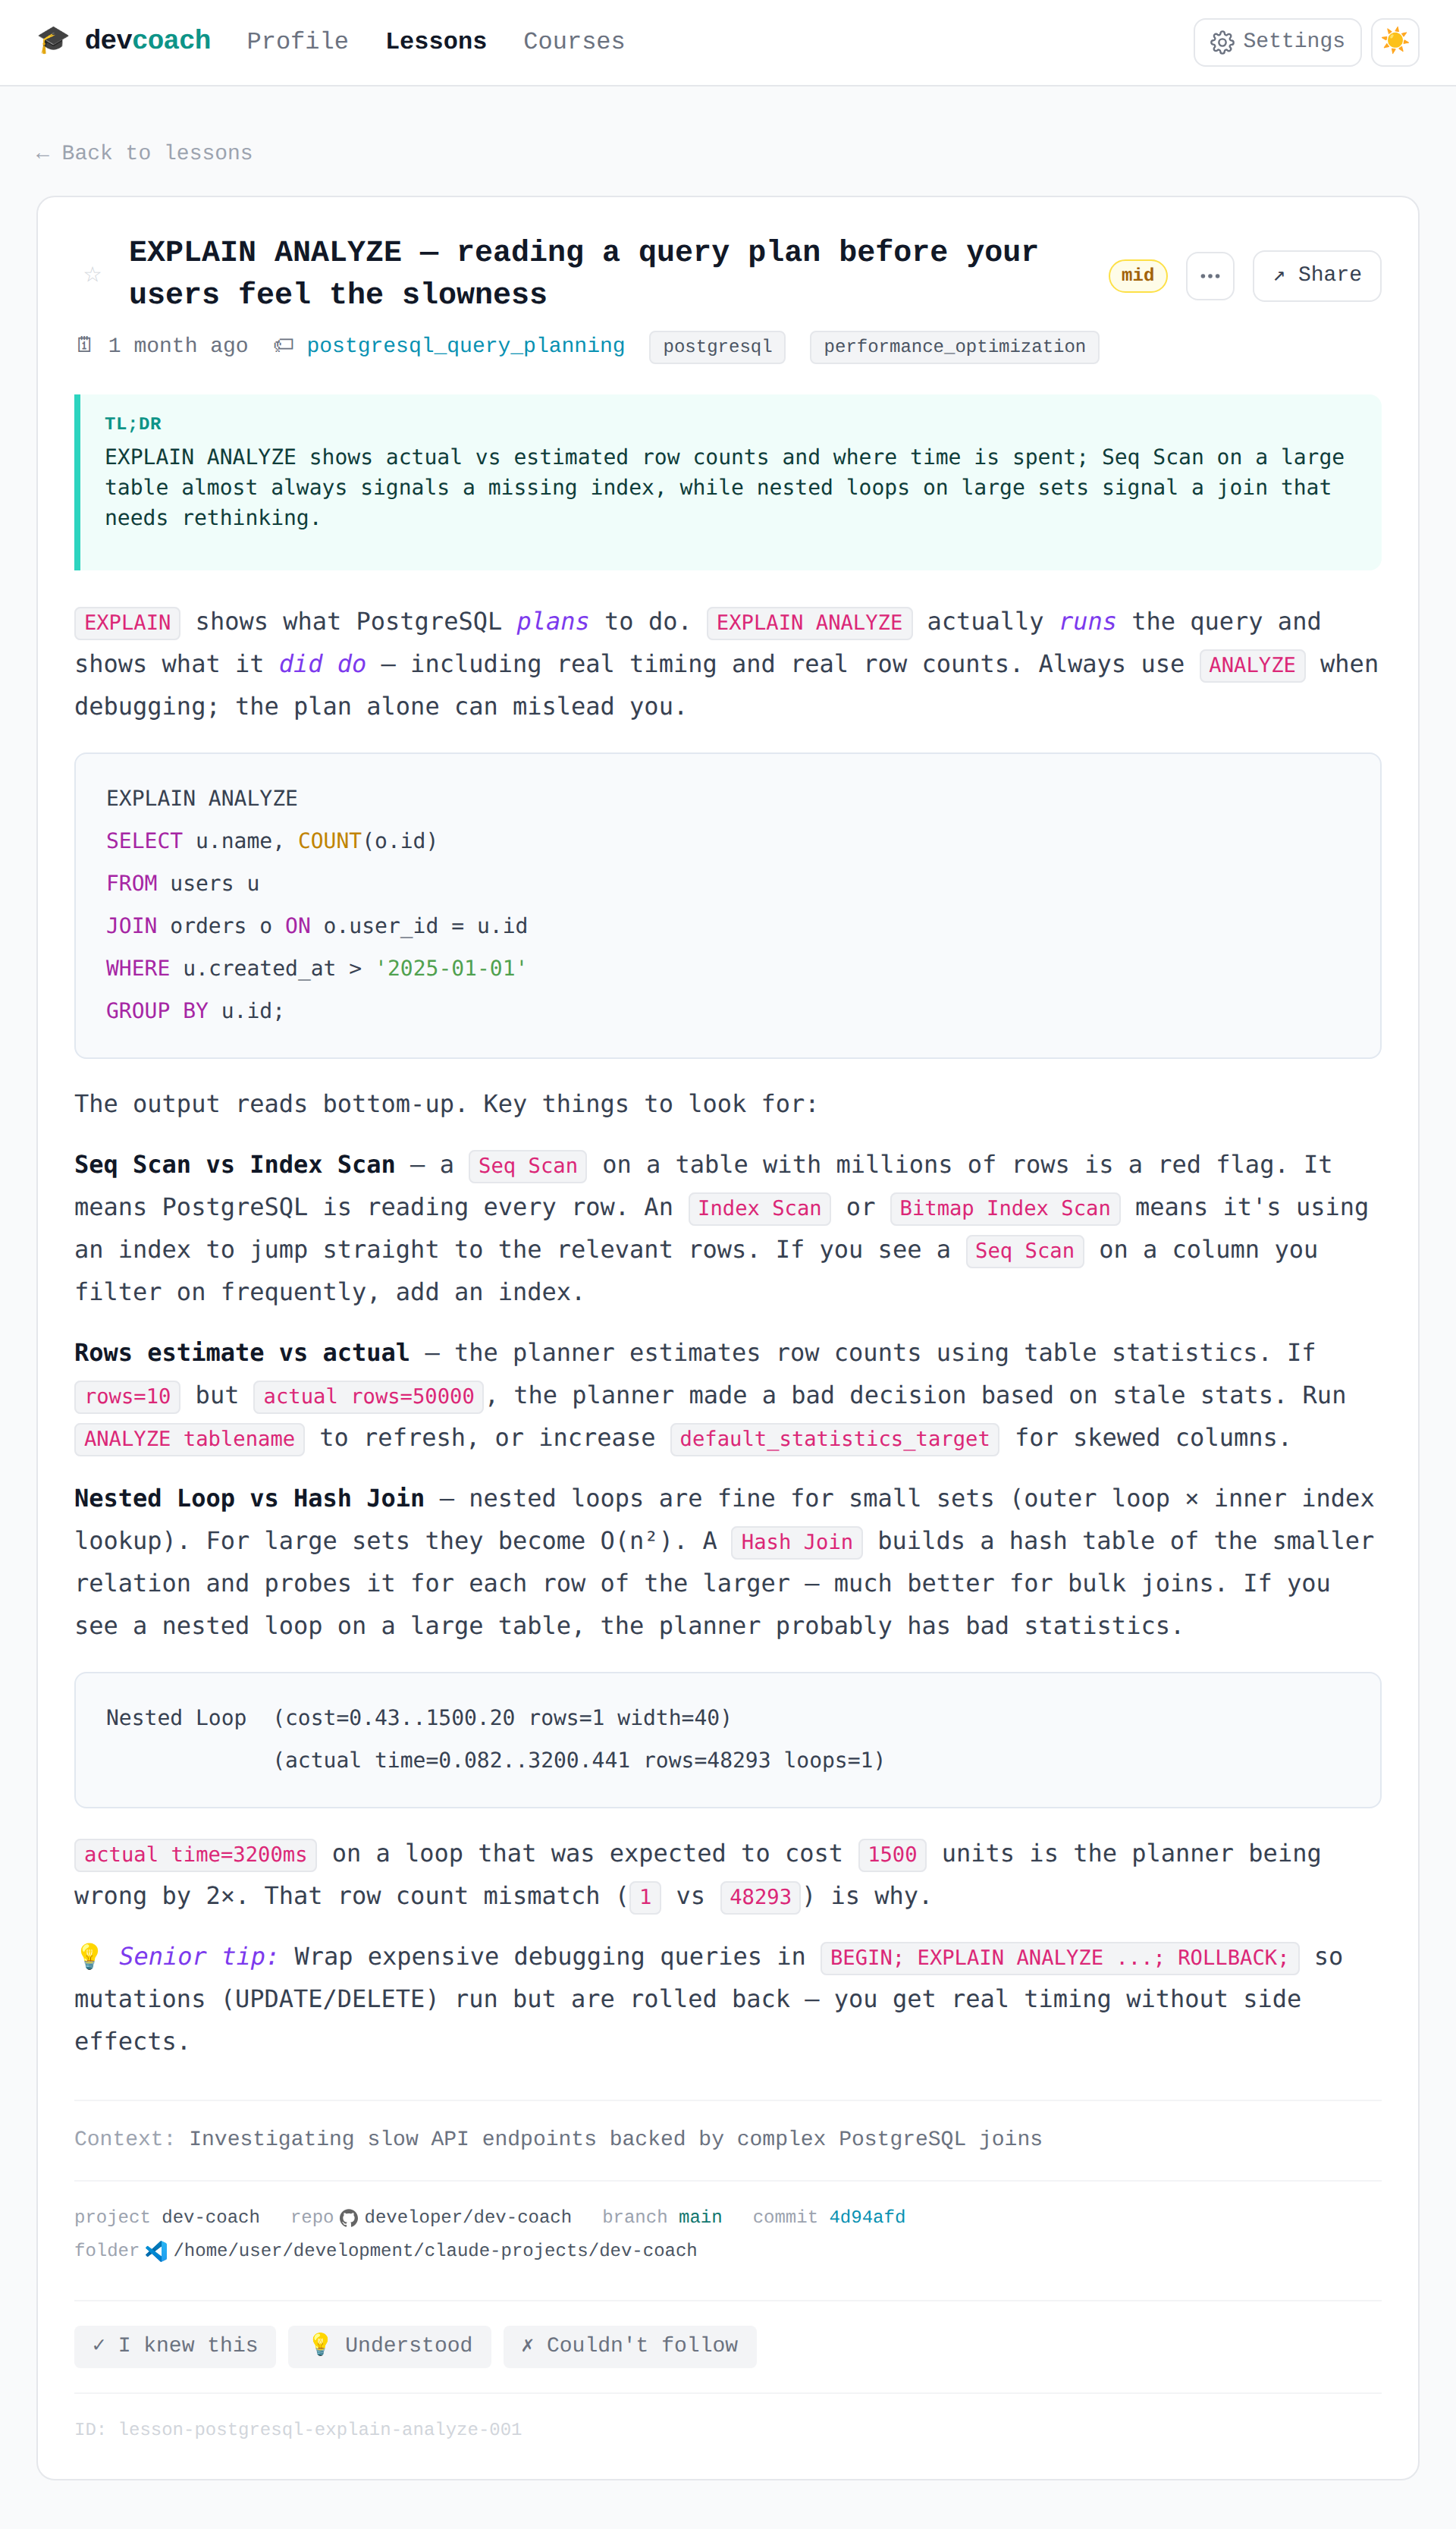 🎓 devcoach Profile Lessons Courses Settings ☀️
← Back to lessons
☆ EXPLAIN ANALYZE — reading a query plan before your
users feel the slowness
mid ••• ↗ Share
🗓 1 month ago 🏷 postgresql_query_planning postgresql performance_optimization
TL;DR
EXPLAIN ANALYZE shows actual vs estimated row counts and where time is spent; Seq Scan on a large
table almost always signals a missing index, while nested loops on large sets signal a join that
needs rethinking.
EXPLAIN shows what PostgreSQL plans to do. EXPLAIN ANALYZE actually runs the query and
shows what it did do — including real timing and real row counts. Always use ANALYZE when
debugging; the plan alone can mislead you.
EXPLAIN ANALYZE
SELECT u.name, COUNT(o.id)
FROM users u
JOIN orders o ON o.user_id = u.id
WHERE u.created_at > '2025-01-01'
GROUP BY u.id;
The output reads bottom-up. Key things to look for:
Seq Scan vs Index Scan — a Seq Scan on a table with millions of rows is a red flag. It
means PostgreSQL is reading every row. An Index Scan or Bitmap Index Scan means it's using
an index to jump straight to the relevant rows. If you see a Seq Scan on a column you
filter on frequently, add an index.
Rows estimate vs actual — the planner estimates row counts using table statistics. If
rows=10 but actual rows=50000, the planner made a bad decision based on stale stats. Run
ANALYZE tablename to refresh, or increase default_statistics_target for skewed columns.
Nested Loop vs Hash Join — nested loops are fine for small sets (outer loop × inner index
lookup). For large sets they become O(n²). A Hash Join builds a hash table of the smaller
relation and probes it for each row of the larger — much better for bulk joins. If you
see a nested loop on a large table, the planner probably has bad statistics.
Nested Loop  (cost=0.43..1500.20 rows=1 width=40)
(actual time=0.082..3200.441 rows=48293 loops=1)
actual time=3200ms on a loop that was expected to cost 1500 units is the planner being
wrong by 2×. That row count mismatch (1 vs 48293) is why.
💡 Senior tip: Wrap expensive debugging queries in BEGIN; EXPLAIN ANALYZE ...; ROLLBACK; so
mutations (UPDATE/DELETE) run but are rolled back — you get real timing without side
effects.
Context: Investigating slow API endpoints backed by complex PostgreSQL joins
project dev-coach repo developer/dev-coach branch main commit 4d94afd
folder /home/user/development/claude-projects/dev-coach
✓ I knew this 💡 Understood ✗ Couldn't follow
ID: lesson-postgresql-explain-analyze-001